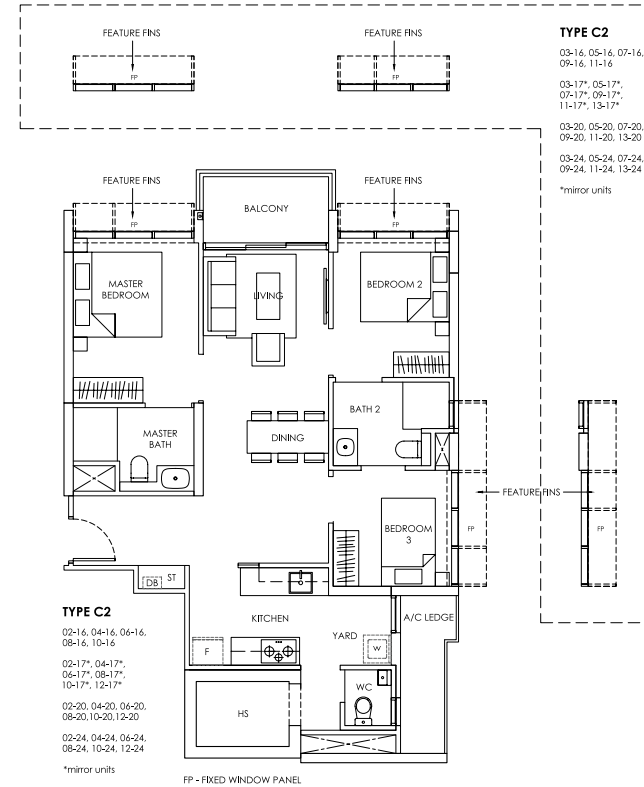 FEATURE FINS
FP
FEATURE FINS
FP
TYPE C2
03-16, 05-16, 07-16,
09-16, 11-16
03-17*, 05-17*,
07-17*, 09-17*,
11-17*, 13-17*
03-20, 05-20, 07-20,
09-20, 11-20, 13-20
03-24, 05-24, 07-24,
09-24, 11-24, 13-24
*mirror units
FEATURE FINS
FP
BALCONY
FEATURE FINS
FP
MASTER
BEDROOM
LIVING
BEDROOM 2
BATH 2
MASTER
BATH
DINING
FEATURE FINS
BEDROOM
3
FP
FP
DB
ST
KITCHEN
YARD
A/C LEDGE
F
W
WC
HS
TYPE C2
02-16, 04-16, 06-16,
08-16, 10-16
02-17*, 04-17*,
06-17*, 08-17*,
10-17*, 12-17*
02-20, 04-20, 06-20,
08-20,10-20,12-20
02-24, 04-24, 06-24,
08-24, 10-24, 12-24
*mirror units
FP - FIXED WINDOW PANEL